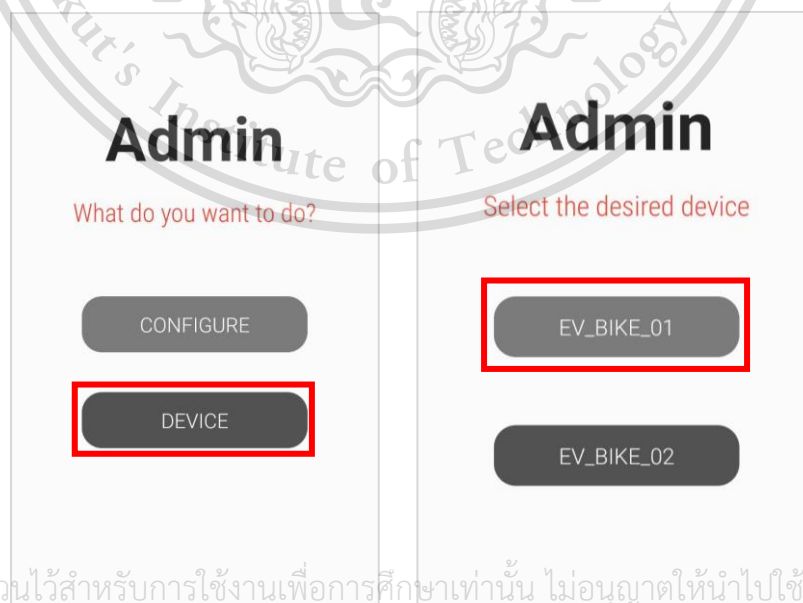 Admin
What do you want to do?
CONFIGURE
DEVICE
Admin
Select the desired device
EV_BIKE_01
EV_BIKE_02
Institute of Technology
สำหรับการใช้งานเพื่อการศึกษาเท่านั้น ไม่อนุญาตให้นำไปใช้